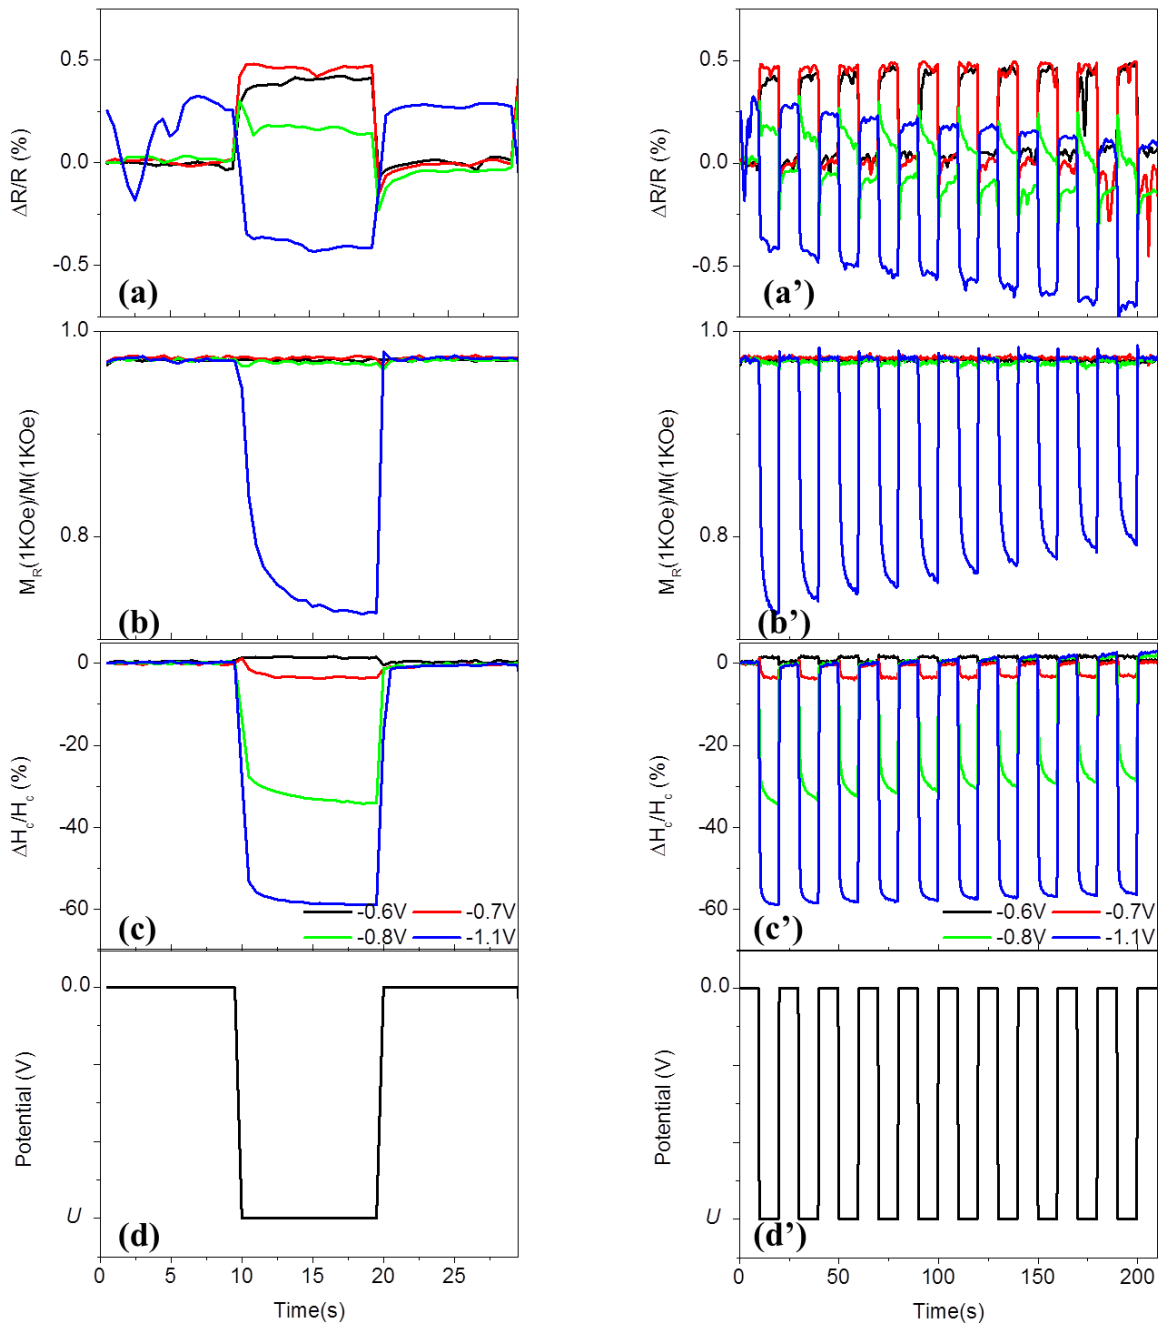 0.5
0.0
-0.5
ΔR/R (%)
(a)
0.5
0.0
-0.5
ΔR/R (%)
(a')
1.0
0.8
M_R(1KOe)/M(1KOe)
(b)
1.0
0.8
M_R(1KOe)/M(1KOe)
(b')
0
-20
-40
-60
ΔH_c/H_c (%)
(c)
-0.6V -0.7V
-0.8V -1.1V
0
-20
-40
-60
ΔH_c/H_c (%)
(c')
-0.6V -0.7V
-0.8V -1.1V
0.0
U
Potential (V)
(d)
0 5 10 15 20 25
Time(s)
0.0
U
Potential (V)
(d')
0 50 100 150 200
Time(s)